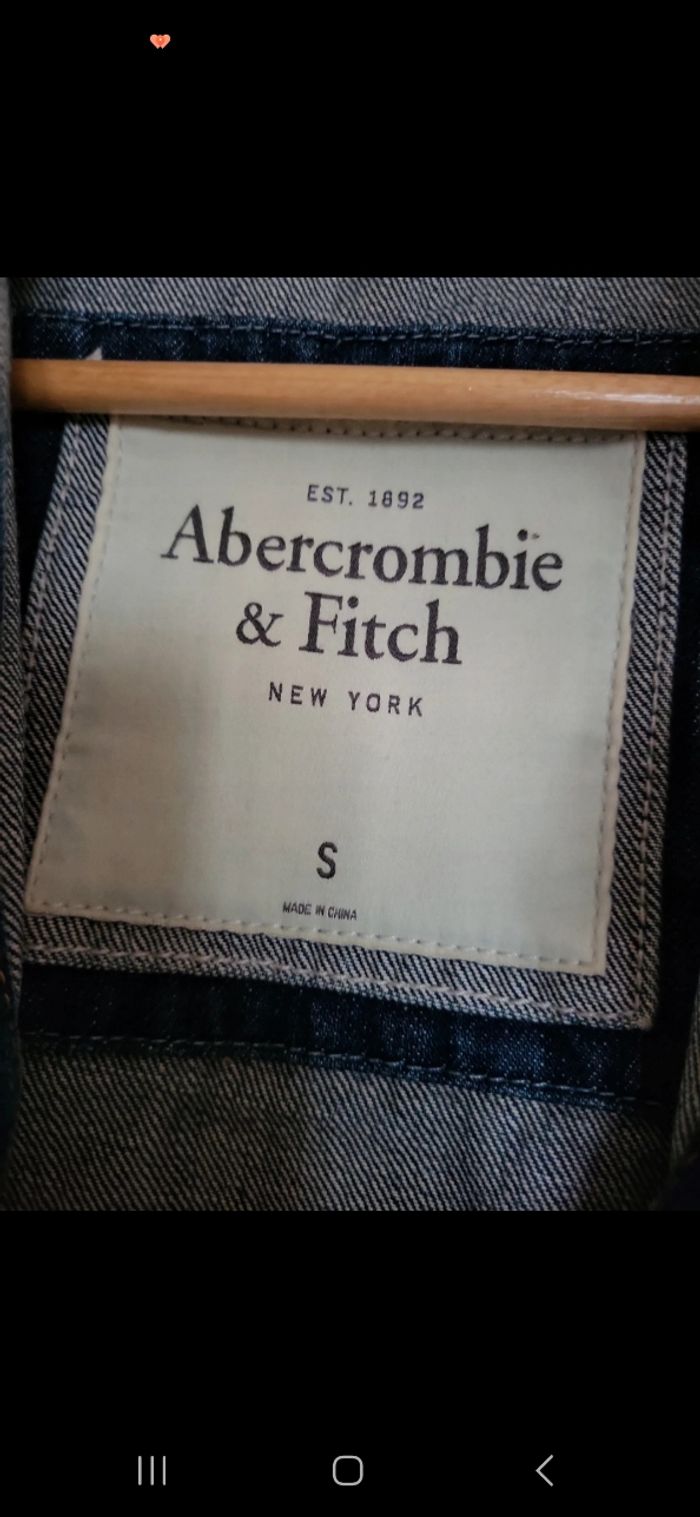 EST. 1892
Abercrombie
& Fitch
NEW YORK
S
MADE IN CHINA